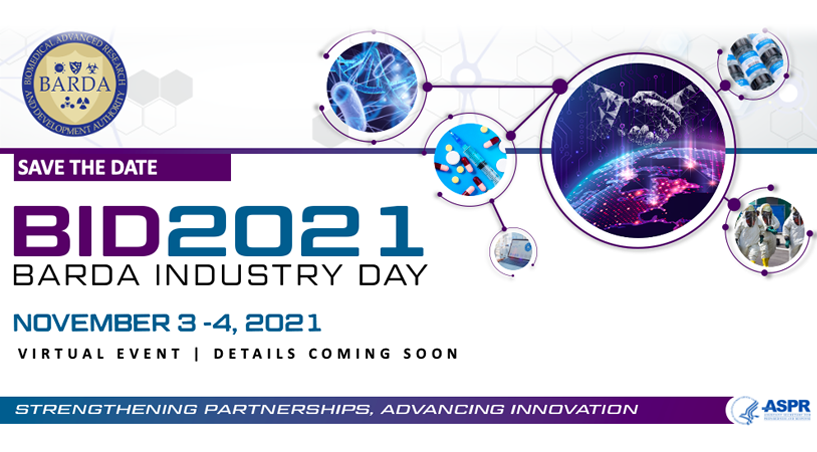 BIOMEDICAL ADVANCED RESEARCH
BARDA
AND DEVELOPMENT AUTHORITY
SAVE THE DATE
BID2021
BARDA INDUSTRY DAY
NOVEMBER 3 -4, 2021
VIRTUAL EVENT | DETAILS COMING SOON
STRENGTHENING PARTNERSHIPS, ADVANCING INNOVATION
ASPR